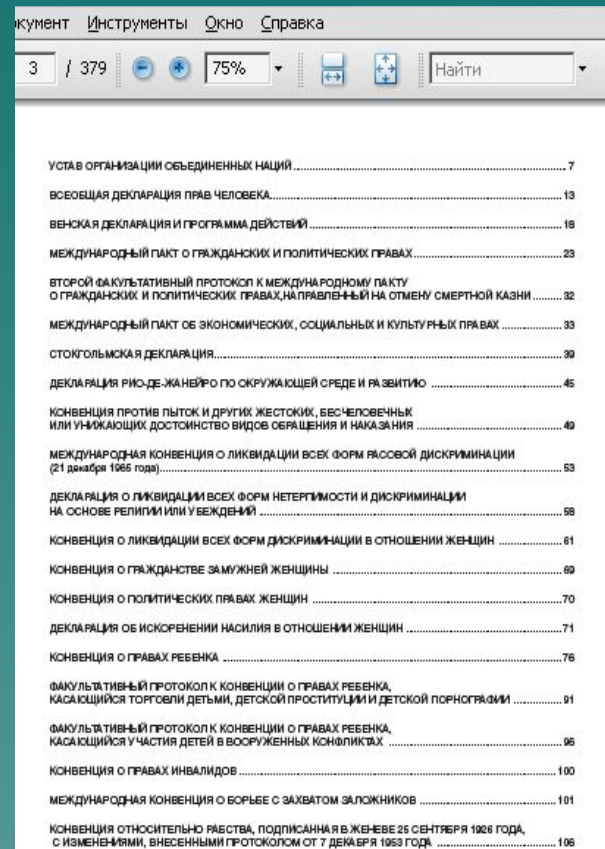 кумент Инструменты Окно Справка
3 / 379 75% Найти
УСТАВ ОРГАНИЗАЦИИ ОБЪЕДИНЕННЫХ НАЦИЙ 7
ВСЕОБЩАЯ ДЕКЛАРАЦИЯ ПРАВ ЧЕЛОВЕКА 13
ВЕНСКАЯ ДЕКЛАРАЦИЯ И ПРОГРАММА ДЕЙСТВИЙ 16
МЕЖДУНАРОДНЫЙ ПАКТ О ГРАЖДАНСКИХ И ПОЛИТИЧЕСКИХ ПРАВАХ 23
ВТОРОЙ ФАКУЛЬТАТИВНЫЙ ПРОТОКОЛ К МЕЖДУНАРОДНОМУ ПАКТУ
О ГРАЖДАНСКИХ И ПОЛИТИЧЕСКИХ ПРАВАХ, НАПРАВЛЕННЫЙ НА ОТМЕНУ СМЕРТНОЙ КАЗНИ 32
МЕЖДУНАРОДНЫЙ ПАКТ ОБ ЭКОНОМИЧЕСКИХ, СОЦИАЛЬНЫХ И КУЛЬТУРНЫХ ПРАВАХ 33
СТОКГОЛЬМСКАЯ ДЕКЛАРАЦИЯ 39
ДЕКЛАРАЦИЯ РИО-ДЕ-ЖАНЕЙРО ПО ОКРУЖАЮЩЕЙ СРЕДЕ И РАЗВИТИЮ 45
КОНВЕНЦИЯ ПРОТИВ ПЫТОК И ДРУГИХ ЖЕСТОКИХ, БЕСЧЕЛОВЕЧНЫХ
ИЛИ УНИЖАЮЩИХ ДОСТОИНСТВО ВИДОВ ОБРАЩЕНИЯ И НАКАЗАНИЯ 49
МЕЖДУНАРОДНАЯ КОНВЕНЦИЯ О ЛИКВИДАЦИИ ВСЕХ ФОРМ РАСОВОЙ ДИСКРИМИНАЦИИ
(21 декабря 1965 года) 53
ДЕКЛАРАЦИЯ О ЛИКВИДАЦИИ ВСЕХ ФОРМ НЕТЕРПИМОСТИ И ДИСКРИМИНАЦИИ
НА ОСНОВЕ РЕЛИГИИ ИЛИ УБЕЖДЕНИЙ 58
КОНВЕНЦИЯ О ЛИКВИДАЦИИ ВСЕХ ФОРМ ДИСКРИМИНАЦИИ В ОТНОШЕНИИ ЖЕНЩИН 61
КОНВЕНЦИЯ О ГРАЖДАНСТВЕ ЗАМУЖНЕЙ ЖЕНЩИНЫ 69
КОНВЕНЦИЯ О ПОЛИТИЧЕСКИХ ПРАВАХ ЖЕНЩИН 70
ДЕКЛАРАЦИЯ ОБ ИСКОРЕНЕНИИ НАСИЛИЯ В ОТНОШЕНИИ ЖЕНЩИН 71
КОНВЕНЦИЯ О ПРАВАХ РЕБЕНКА 76
ФАКУЛЬТАТИВНЫЙ ПРОТОКОЛ К КОНВЕНЦИИ О ПРАВАХ РЕБЕНКА,
КАСАЮЩИЙСЯ ТОРГОВЛИ ДЕТЬМИ, ДЕТСКОЙ ПРОСТИТУЦИИ И ДЕТСКОЙ ПОРНОГРАФИИ 91
ФАКУЛЬТАТИВНЫЙ ПРОТОКОЛ К КОНВЕНЦИИ О ПРАВАХ РЕБЕНКА,
КАСАЮЩИЙСЯ УЧАСТИЯ ДЕТЕЙ В ВООРУЖЕННЫХ КОНФЛИКТАХ 96
КОНВЕНЦИЯ О ПРАВАХ ИНВАЛИДОВ 100
МЕЖДУНАРОДНАЯ КОНВЕНЦИЯ О БОРЬБЕ С ЗАХВАТОМ ЗАЛОЖНИКОВ 101
КОНВЕНЦИЯ ОТНОСИТЕЛЬНО РАБСТВА, ПОДПИСАННАЯ В ЖЕНЕВЕ 25 СЕНТЯБРЯ 1926 ГОДА,
С ИЗМЕНЕНИЯМИ, ВНЕСЕННЫМИ ПРОТОКОЛОМ ОТ 7 ДЕКАБРЯ 1953 ГОДА 106